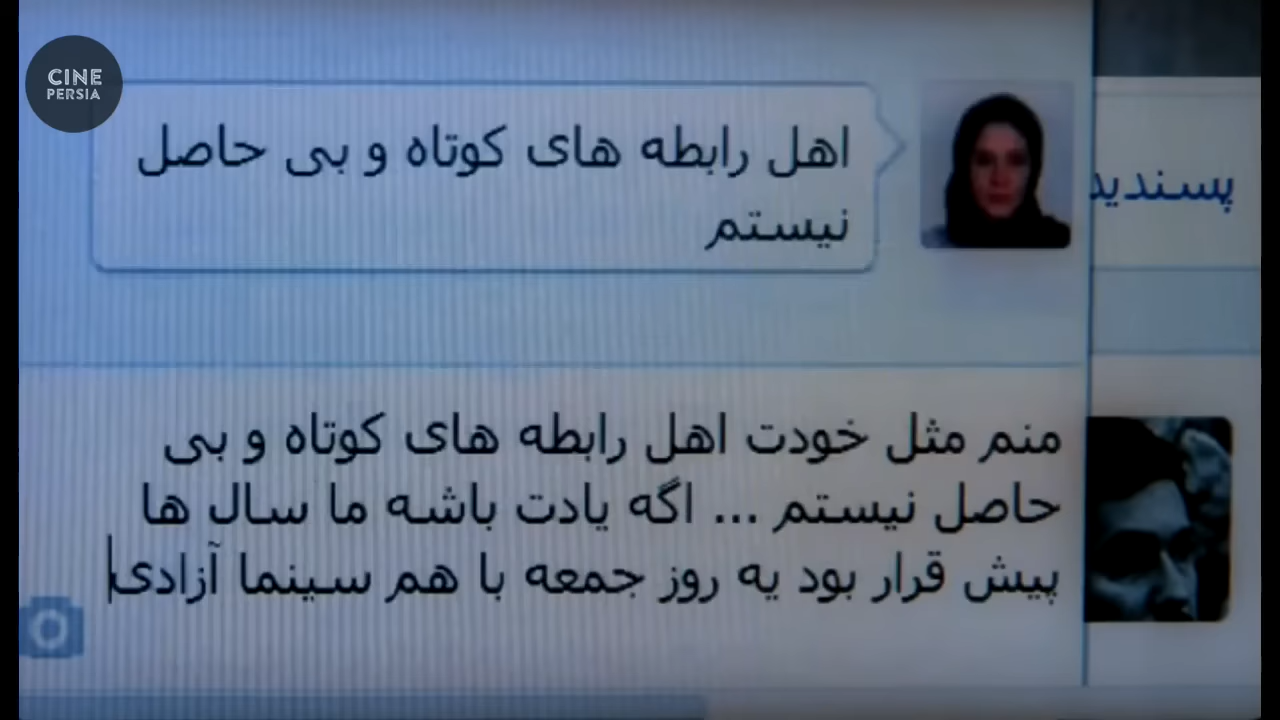 CINE
PERSIA
اهل رابطه های کوتاه و بی حاصل
نیستم
پسندید
منم مثل خودت اهل رابطه های کوتاه و بی
حاصل نیستم ... اگه یادت باشه ما سال ها
پیش قرار بود یه روز جمعه با هم سینما آزادی